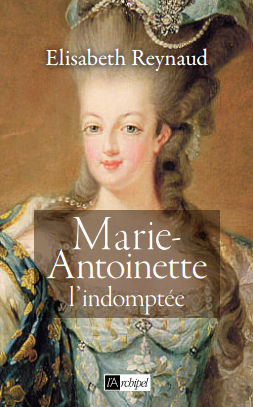 Elisabeth Reynaud
Marie-
Antoinette
l'indomptée
l'Archipel